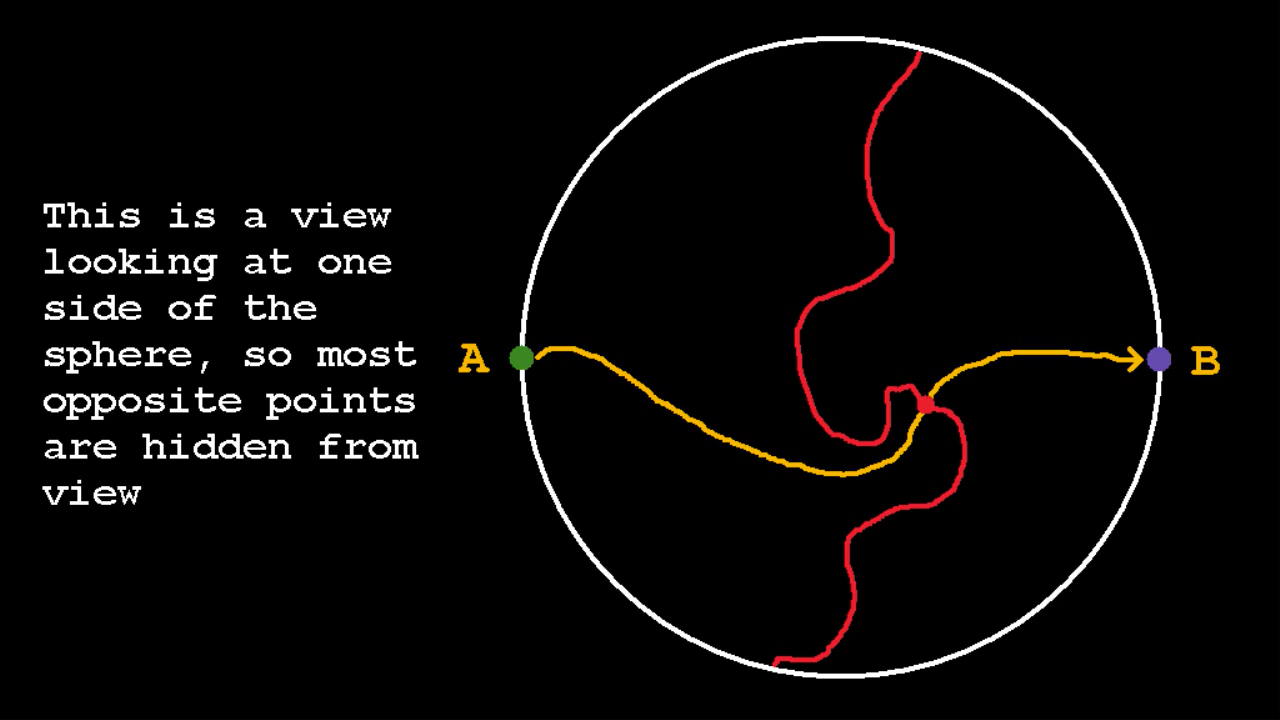 This is a view
looking at one
side of the
sphere, so most
opposite points
are hidden from
view
A
B